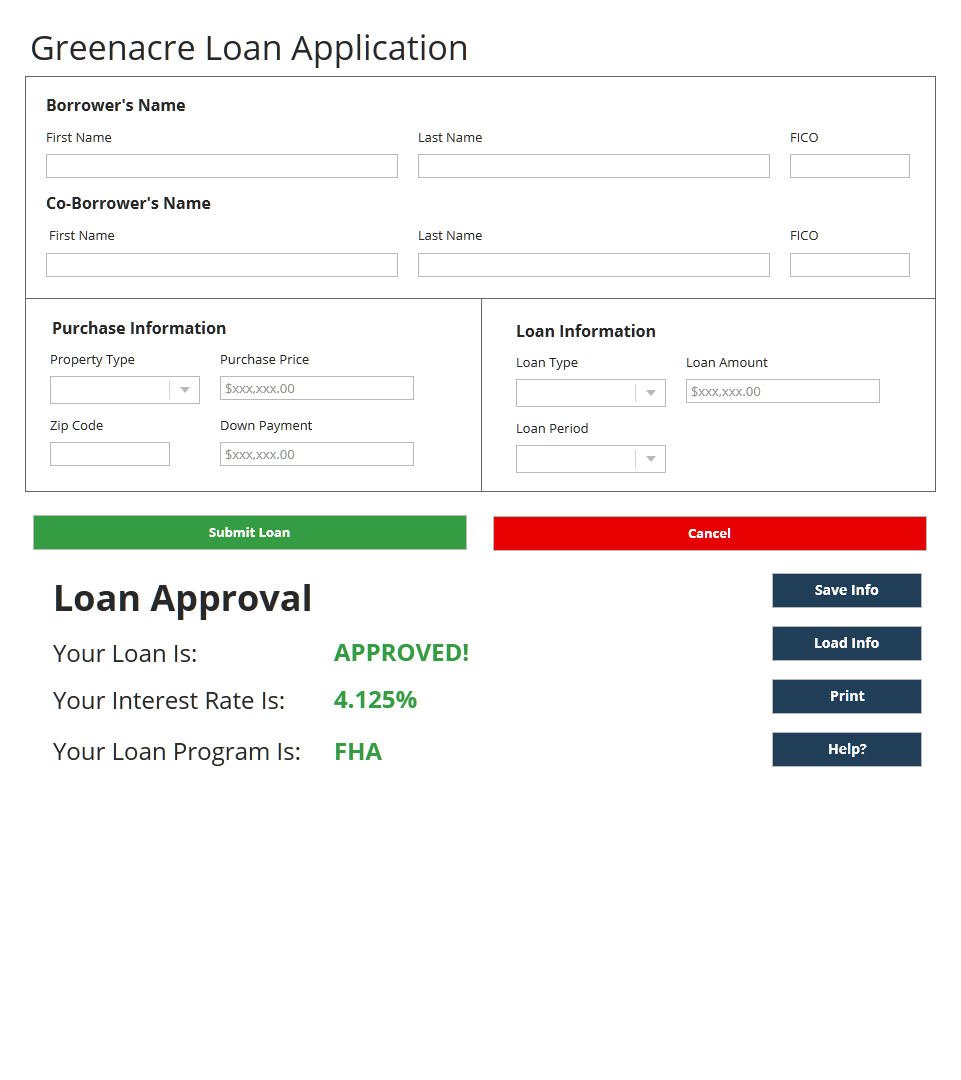 Greenacre Loan Application
Borrower's Name
First Name Last Name FICO
Co-Borrower's Name
First Name Last Name FICO
Purchase Information
Property Type Purchase Price
$xxx,xxx.00
Zip Code Down Payment
$xxx,xxx.00
Loan Information
Loan Type Loan Amount
$xxx,xxx.00
Loan Period
Submit Loan Cancel
Loan Approval
Your Loan Is: APPROVED!
Your Interest Rate Is: 4.125%
Your Loan Program Is: FHA
Save Info
Load Info
Print
Help?